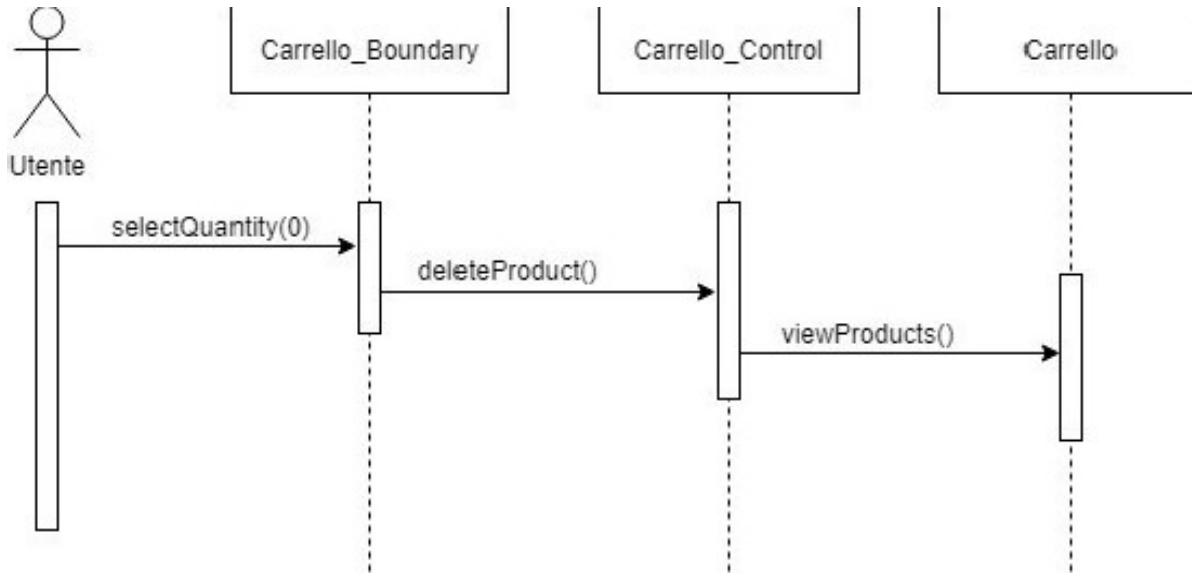 Carrello_Boundary
Carrello_Control
Carrello
Utente
selectQuantity(0)
deleteProduct()
viewProducts()